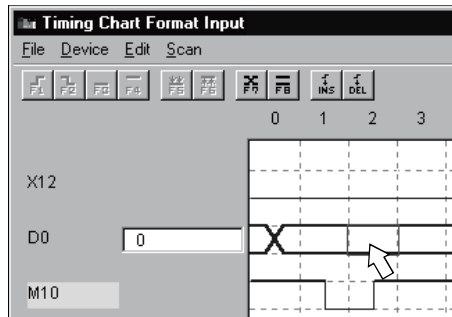 Timing Chart Format Input
File Device Edit Scan
F1 F2 F3 F4 F5 F6 F7 F8 INS DEL
0 1 2 3
X12
D0 0
M10